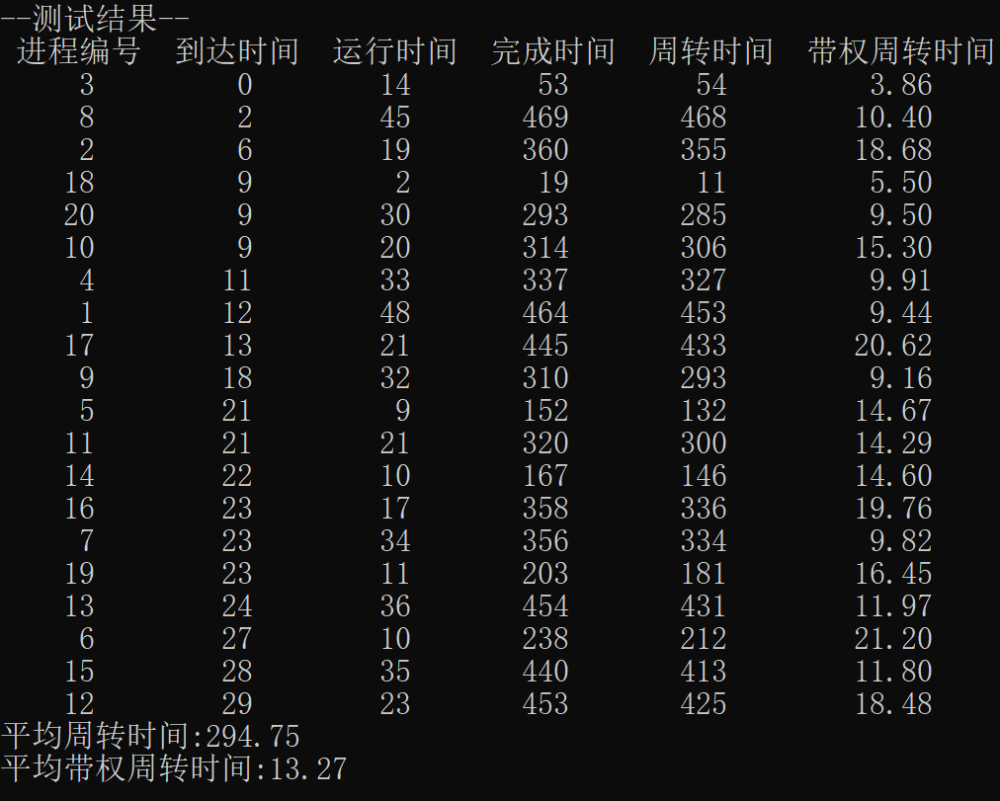 --测试结果--
进程编号 到达时间 运行时间 完成时间 周转时间 带权周转时间
3 0 14 53 54 3.86
8 2 45 469 468 10.40
2 6 19 360 355 18.68
18 9 2 19 11 5.50
20 9 30 293 285 9.50
10 9 20 314 306 15.30
4 11 33 337 327 9.91
1 12 48 464 453 9.44
17 13 21 445 433 20.62
9 18 32 310 293 9.16
5 21 9 152 132 14.67
11 21 21 320 300 14.29
14 22 10 167 146 14.60
16 23 17 358 336 19.76
7 23 34 356 334 9.82
19 23 11 203 181 16.45
13 24 36 454 431 11.97
6 27 10 238 212 21.20
15 28 35 440 413 11.80
12 29 23 453 425 18.48
平均周转时间:294.75
平均带权周转时间:13.27